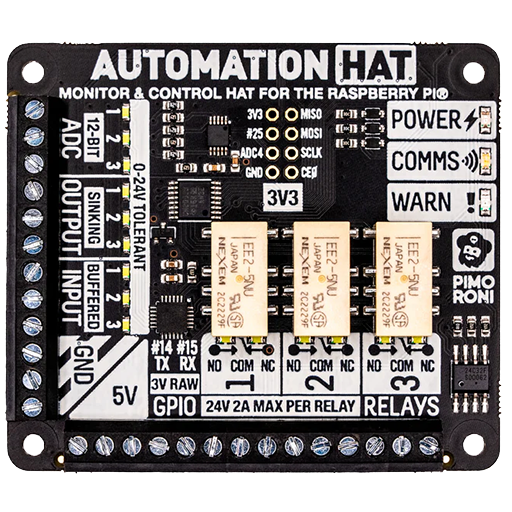 AUTOMATION HAT
MONITOR & CONTROL HAT FOR THE RASPBERRY PI®
3V3 MISO
#25 MOSI
ADC4 SCLK
GND CE0
3V3
POWER
COMMS
WARN !
12-BIT
ADC
1
2
3
SINKING
OUTPUT
1
2
3
BUFFERED
INPUT
1
2
3
0-24V TOLERANT
EE2-5NU
JAPAN
NEXEM
2C2229F
EE2-5NU
JAPAN
NEXEM
2C2229F
EE2-5NU
JAPAN
NEXEM
2C2229F
PIMO
RONI
GND
5V
#14 #15
TX RX
3V RAW
GPIO
NO COM NC
1
NO COM NC
2
NO COM NC
3
24V 2A MAX PER RELAY
RELAYS